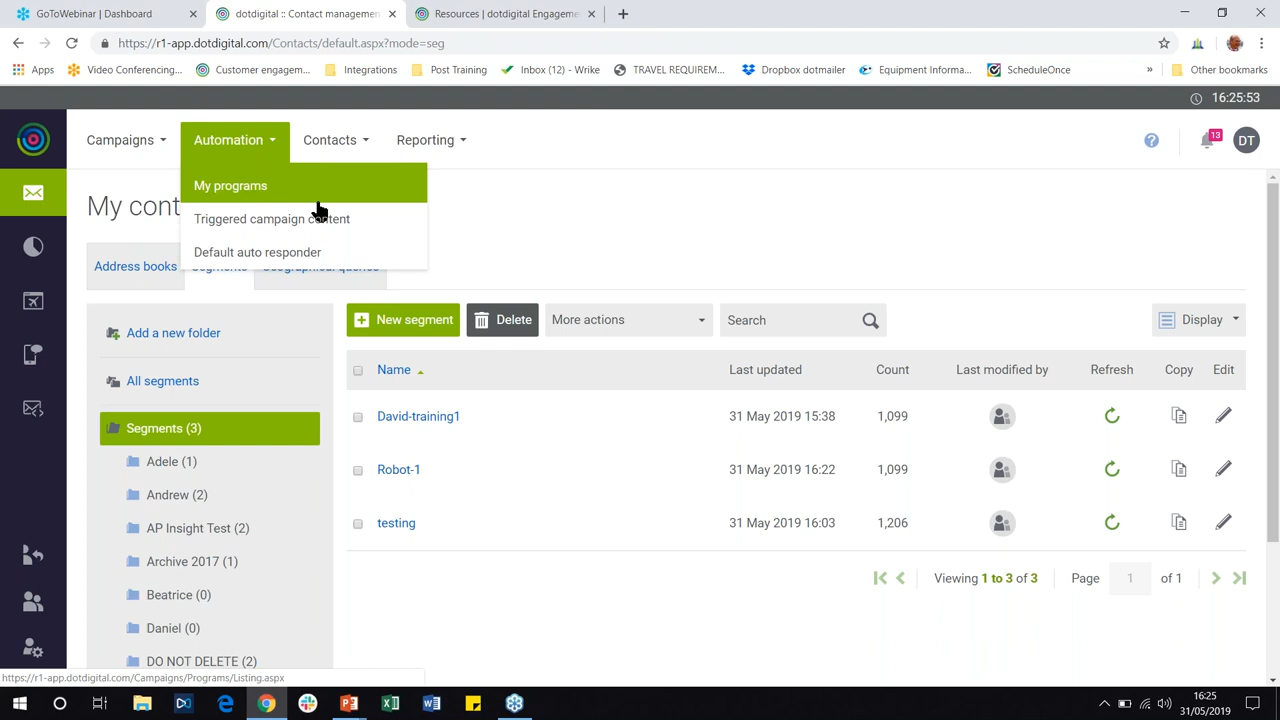 GoToWebinar | Dashboard
dotdigital :: Contact managemen
Resources | dotdigital Engageme
https://r1-app.dotdigital.com/Contacts/default.aspx?mode=seg
Apps
Video Conferencing...
Customer engagem...
Integrations
Post Training
Inbox (12) - Wrike
TRAVEL REQUIREM...
Dropbox dotmailer
Equipment Informa...
ScheduleOnce
»
Other bookmarks
16:25:53
Campaigns
Automation
Contacts
Reporting
?
13
DT
My programs
My cont
Triggered campaign content
Default auto responder
Address books
Segments
Geographical queries
Add a new folder
New segment
Delete
More actions
Search
Display
All segments
Name
Last updated
Count
Last modified by
Refresh
Copy
Edit
Segments (3)
David-training1
31 May 2019 15:38
1,099
Adele (1)
Robot-1
31 May 2019 16:22
1,099
Andrew (2)
AP Insight Test (2)
testing
31 May 2019 16:03
1,206
Archive 2017 (1)
Viewing 1 to 3 of 3
Page
1
of 1
Beatrice (0)
Daniel (0)
DO NOT DELETE (2)
https://r1-app.dotdigital.com/Campaigns/Programs/Listing.aspx
16:25
31/05/2019